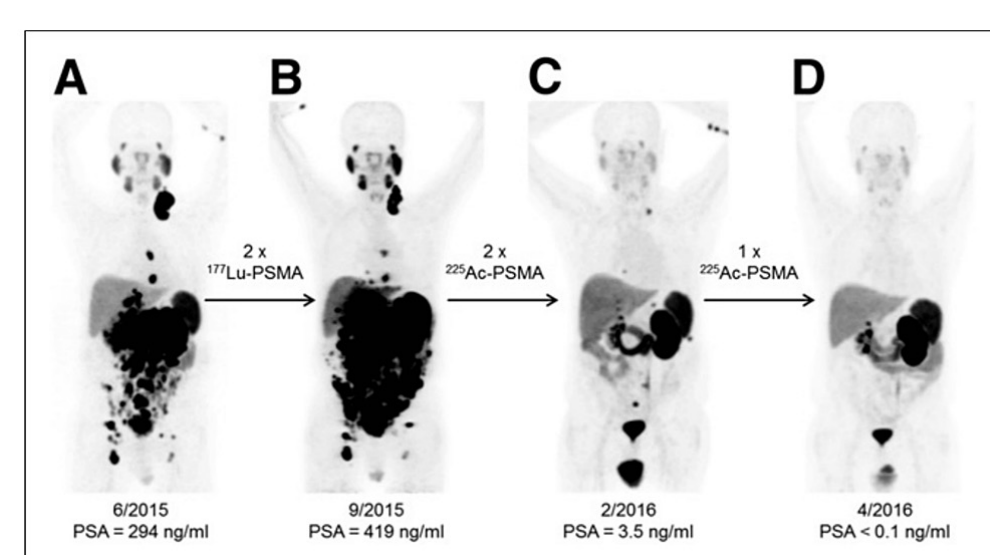 A
B
C
D
2 x
¹⁷⁷Lu-PSMA
2 x
²²⁵Ac-PSMA
1 x
²²⁵Ac-PSMA
6/2015
PSA = 294 ng/ml
9/2015
PSA = 419 ng/ml
2/2016
PSA = 3.5 ng/ml
4/2016
PSA < 0.1 ng/ml